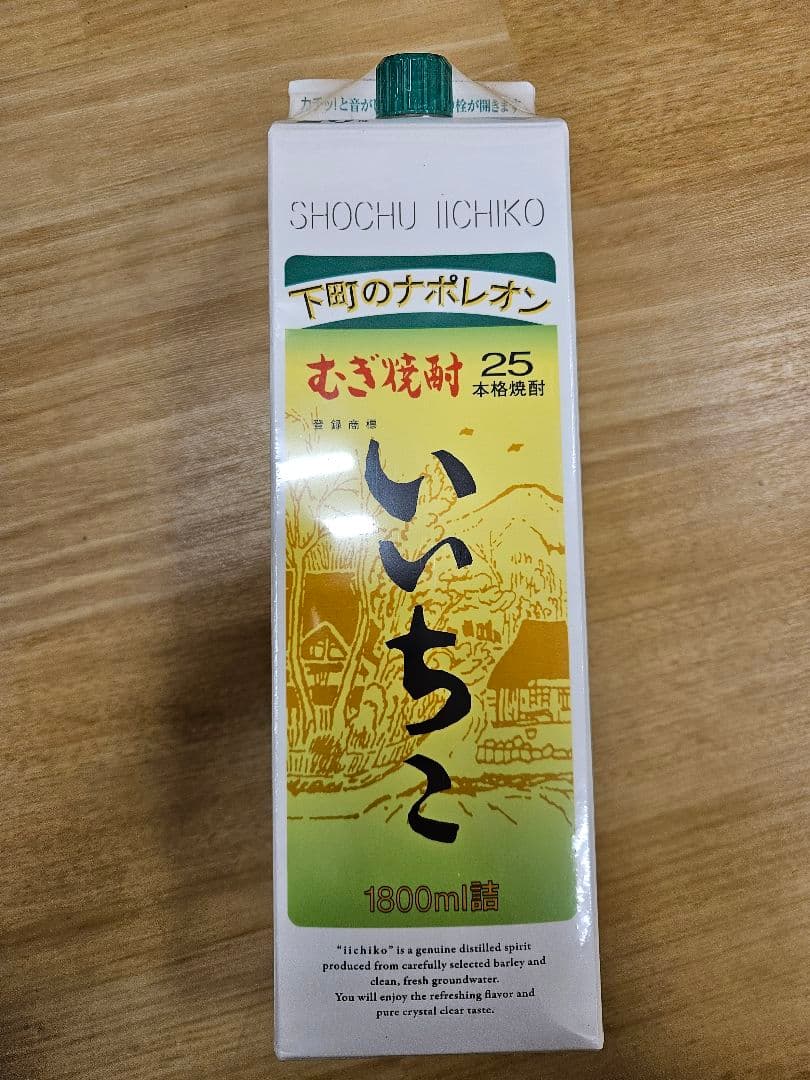 カチッ!と音が
栓が開きます
SHOCHU IICHIKO
下町のナポレオン
むぎ焼酎 25
本格焼酎
登録商標
いいちこ
1800ml詰
"iichiko" is a genuine distilled spirit
produced from carefully selected barley and
clean, fresh groundwater.
You will enjoy the refreshing flavor and
pure crystal clear taste.